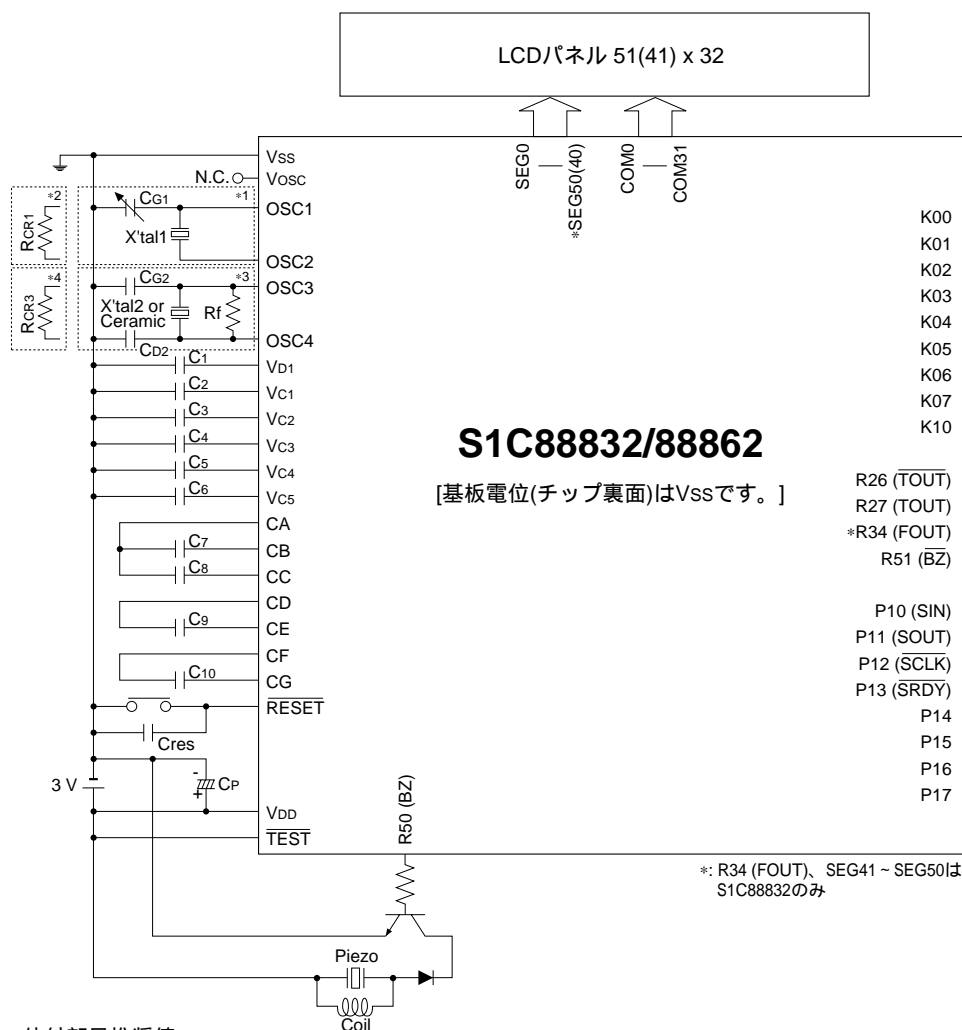 LCDパネル 51(41) x 32
SEG0
*SEG50(40)
COM0
COM31
VSS
N.C.
VOSC
*2
RCR1
CG1
*1
X'tal1
OSC1
OSC2
*4
RCR3
CG2
*3
X'tal2 or
Ceramic
Rf
CD2
OSC3
OSC4
C1
VD1
C2
VC1
C3
VC2
C4
VC3
C5
VC4
C6
VC5
CA
C7
CB
C8
CC
CD
C9
CE
CF
C10
CG
RESET
Cres
3 V
-
+
CP
VDD
TEST
S1C88832/88862
[基板電位(チップ裏面)はVSSです。]
K00
K01
K02
K03
K04
K05
K06
K07
K10
R26 (TOUT)
R27 (TOUT)
*R34 (FOUT)
R51 (BZ)
P10 (SIN)
P11 (SOUT)
P12 (SCLK)
P13 (SRDY)
P14
P15
P16
P17
R50 (BZ)
*: R34 (FOUT)、SEG41 ~ SEG50は
S1C88832のみ
Piezo
Coil